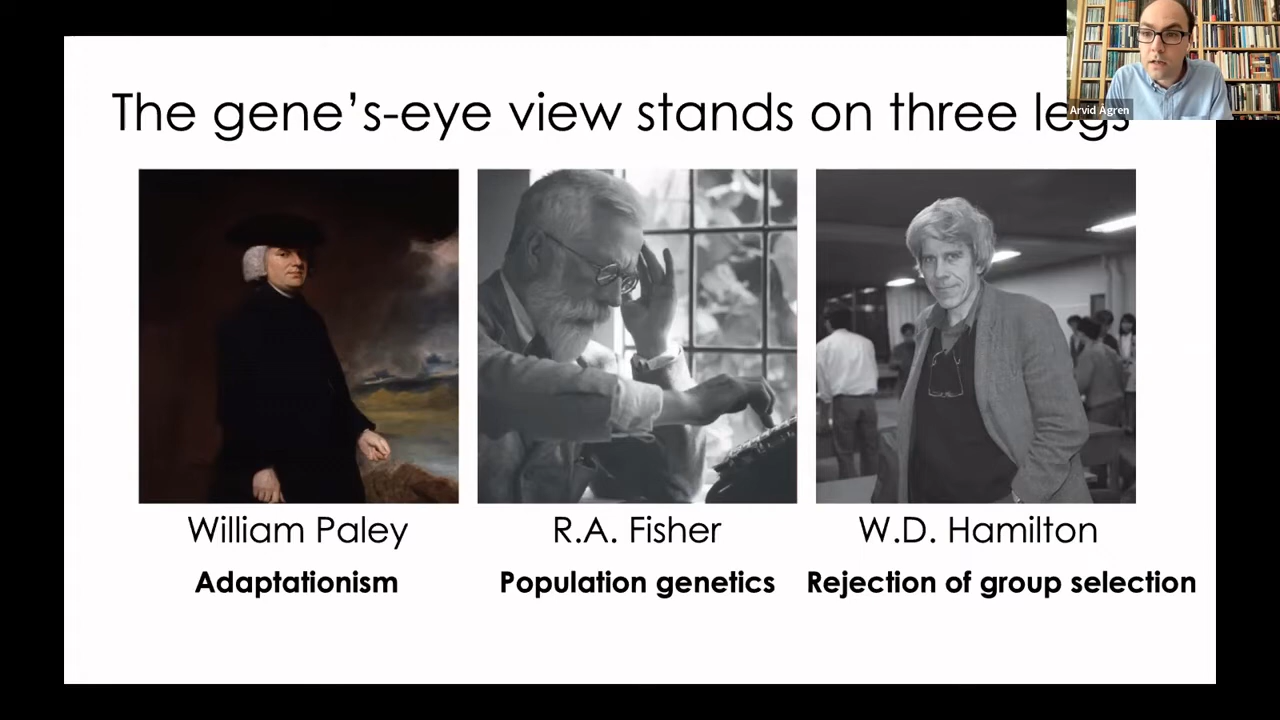 The gene’s-eye view stands on three legs
Arvid Ågren
William Paley
R.A. Fisher
W.D. Hamilton
Adaptationism
Population genetics
Rejection of group selection